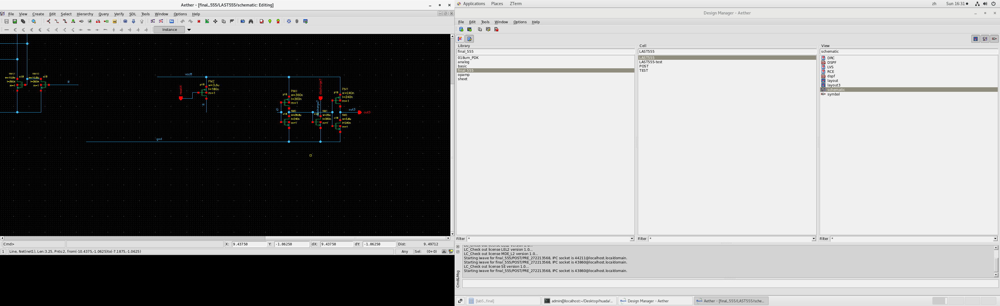 Aether - [final_555/LAST555/schematic: Editing]
File View Create Edit Select Hierarchy Query Verify SDL Tools Window Options Help
Instance
NM11
w=10.8u
l=360n
m=1
n18
NM10
w=10.8u
l=360n
m=1
n18
R
vcc8
reset4
p18
PM2
w=3.6u
l=180n
m=1
R
gnd
PM0
w=360n
l=360n
m=1
Q
NM0
w=28.8u
l=240n
m=1
discharge7
discharge7
NM1
w=20u
l=360n
m=1
p18
PM1
w=240n
l=240n
m=1
n18
NM2
w=3.6u
l=240n
m=1
out3
out3
Cmd>
X: 9.43750 Y: -1.06250 dX: 9.43750 dY: -1.06250 Dist: 9.49712
1 Line, Net(net1), Len:3.25, Pnts:2, from(-10.4375,-1.0625)to(-7.1875,-1.0625) Any Sel: (0+0)
Applications Places ZTerm zh Sun 16:31
Design Manager - Aether
File Edit Tools Window Options Help
Library
final_555
018um_PDK
analog
basic
final_555
opamp
sheet
Filter *
Cell
LAST555
LAST555
LAST555-test
POST
TEST
Filter *
View
schematic
DRC
DSPF
LVS
RCE
dspf
layout
layout3
schematic
symbol
Filter *
Cmd&Msg
LC_Check out license LEL2 version 1.0...
LC_Check out license MDE_L2 version 1.0...
Starting iwave for final_555/POST/PRE_272213568, IPC socket is 44211@localhost.localdomain.
Starting iwave for final_555/POST/PRE_272213568, IPC socket is 43860@localhost.localdomain.
LC_Check out license SE version 1.0...
Starting iwave for final_555/POST/PRE_272213568, IPC socket is 43860@localhost.localdomain.
[lab5_final] admin@localhost:~/Desktop/huada/... Design Manager - Aether Aether - [final_555/LAST555/sche...